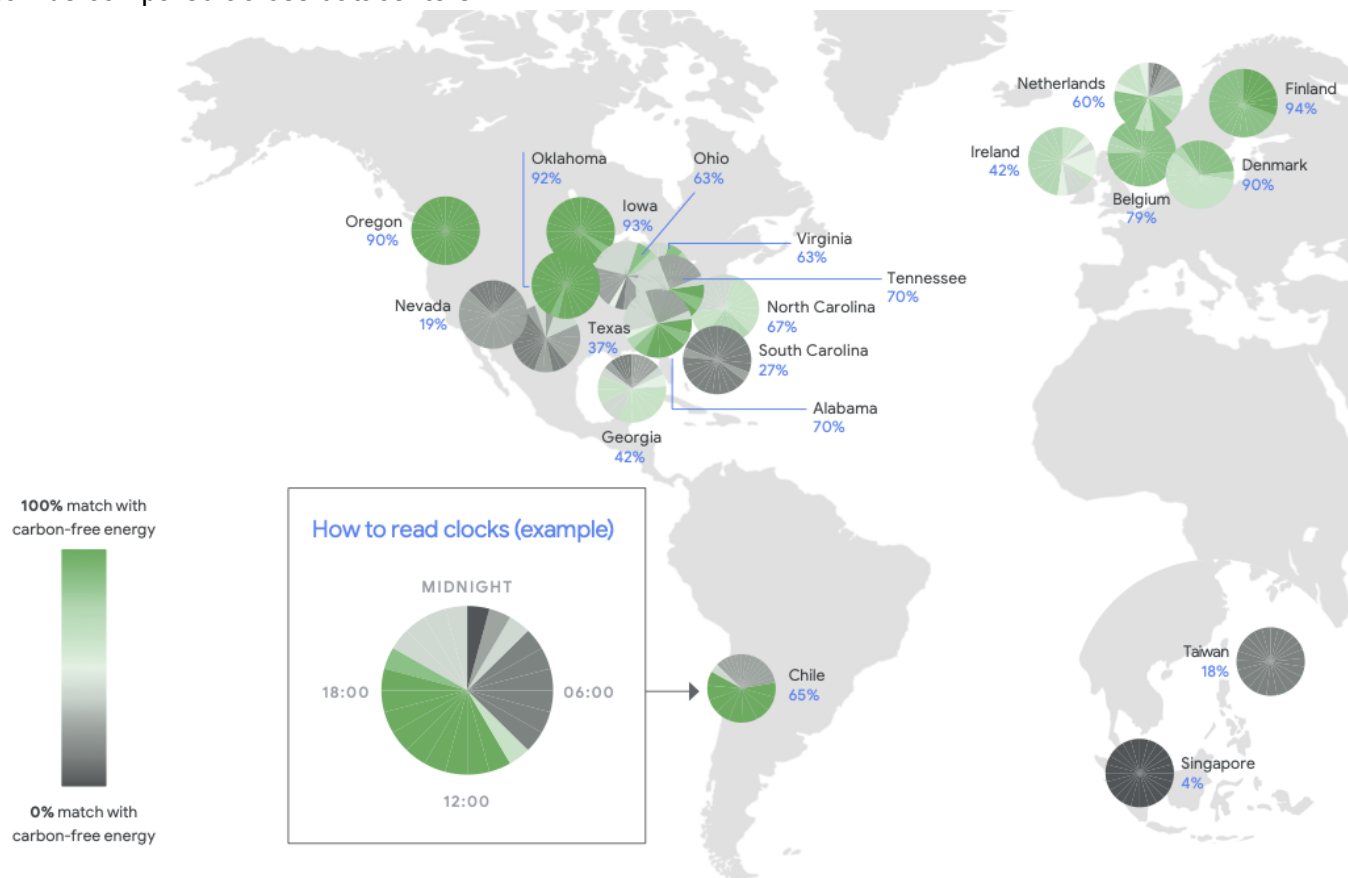 Netherlands
60%
Finland
94%
Ireland
42%
Denmark
90%
Belgium
79%
Oklahoma
92%
Ohio
63%
Iowa
93%
Oregon
90%
Virginia
63%
Tennessee
70%
Nevada
19%
North Carolina
67%
Texas
37%
South Carolina
27%
Alabama
70%
Georgia
42%
100% match with
carbon-free energy
0% match with
carbon-free energy
How to read clocks (example)
MIDNIGHT
18:00
06:00
12:00
Chile
65%
Taiwan
18%
Singapore
4%